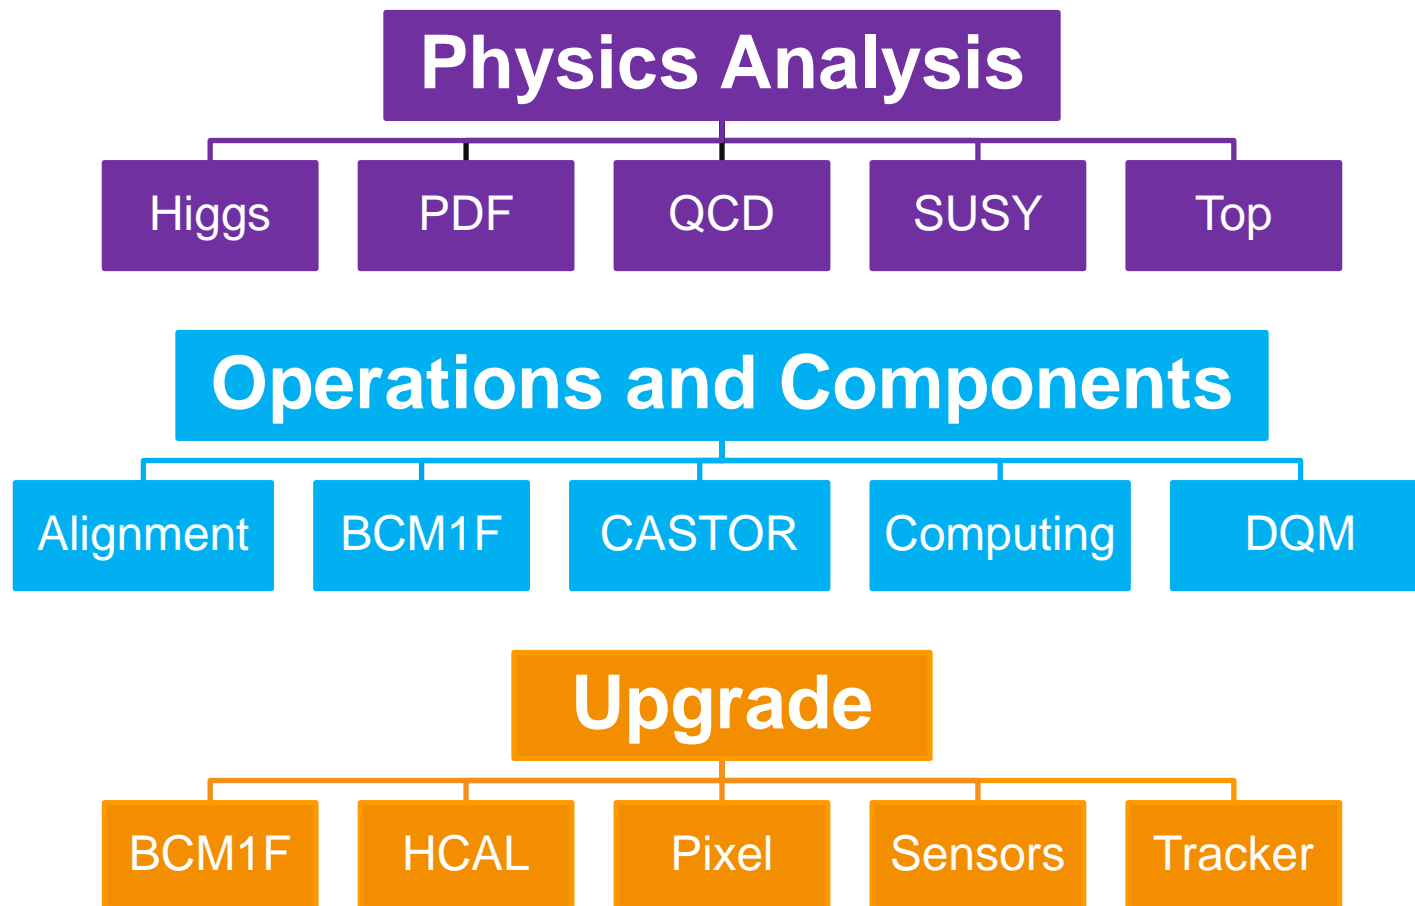 Physics Analysis
Higgs PDF QCD SUSY Top
Operations and Components
Alignment BCM1F CASTOR Computing DQM
Upgrade
BCM1F HCAL Pixel Sensors Tracker